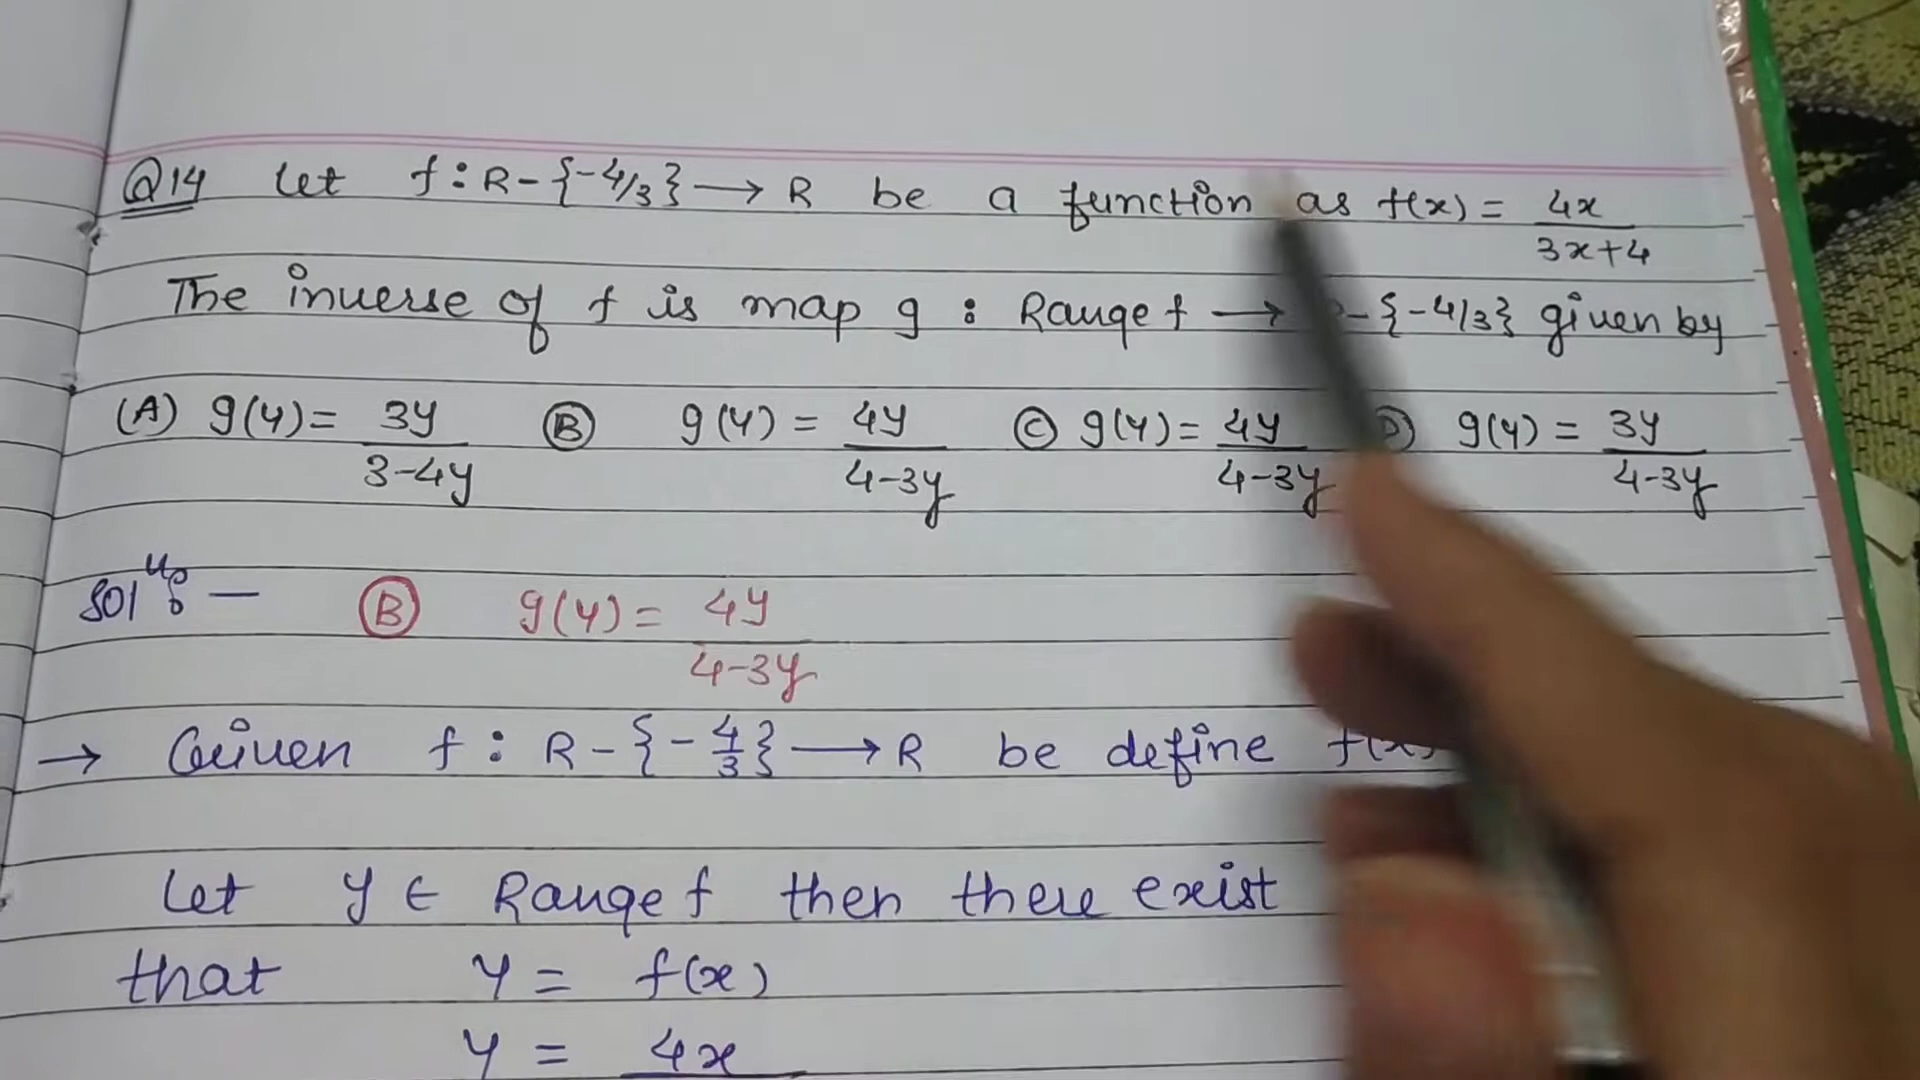 Q14 Let f : R - {-4/3} → R be a function as f(x) = 4x / 3x+4
The inverse of f is map g : Range f → R - {-4/3} given by
(A) g(y) = 3y / 3-4y (B) g(y) = 4y / 4-3y (C) g(y) = 4y / 4-3y (D) g(y) = 3y / 4-3y
Solⁿ: — (B) g(y) = 4y / 4-3y
→ Given f : R - {-4/3} → R be define f(x)
Let y ∈ Range f then there exist
that y = f(x)
y = 4x